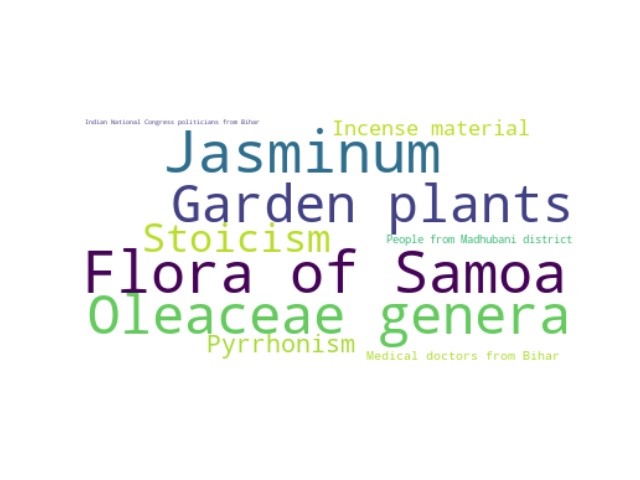 Indian National Congress politicians from Bihar
Incense material
Jasminum
Garden plants
Stoicism
People from Madhubani district
Flora of Samoa
Oleaceae genera
Pyrrhonism
Medical doctors from Bihar